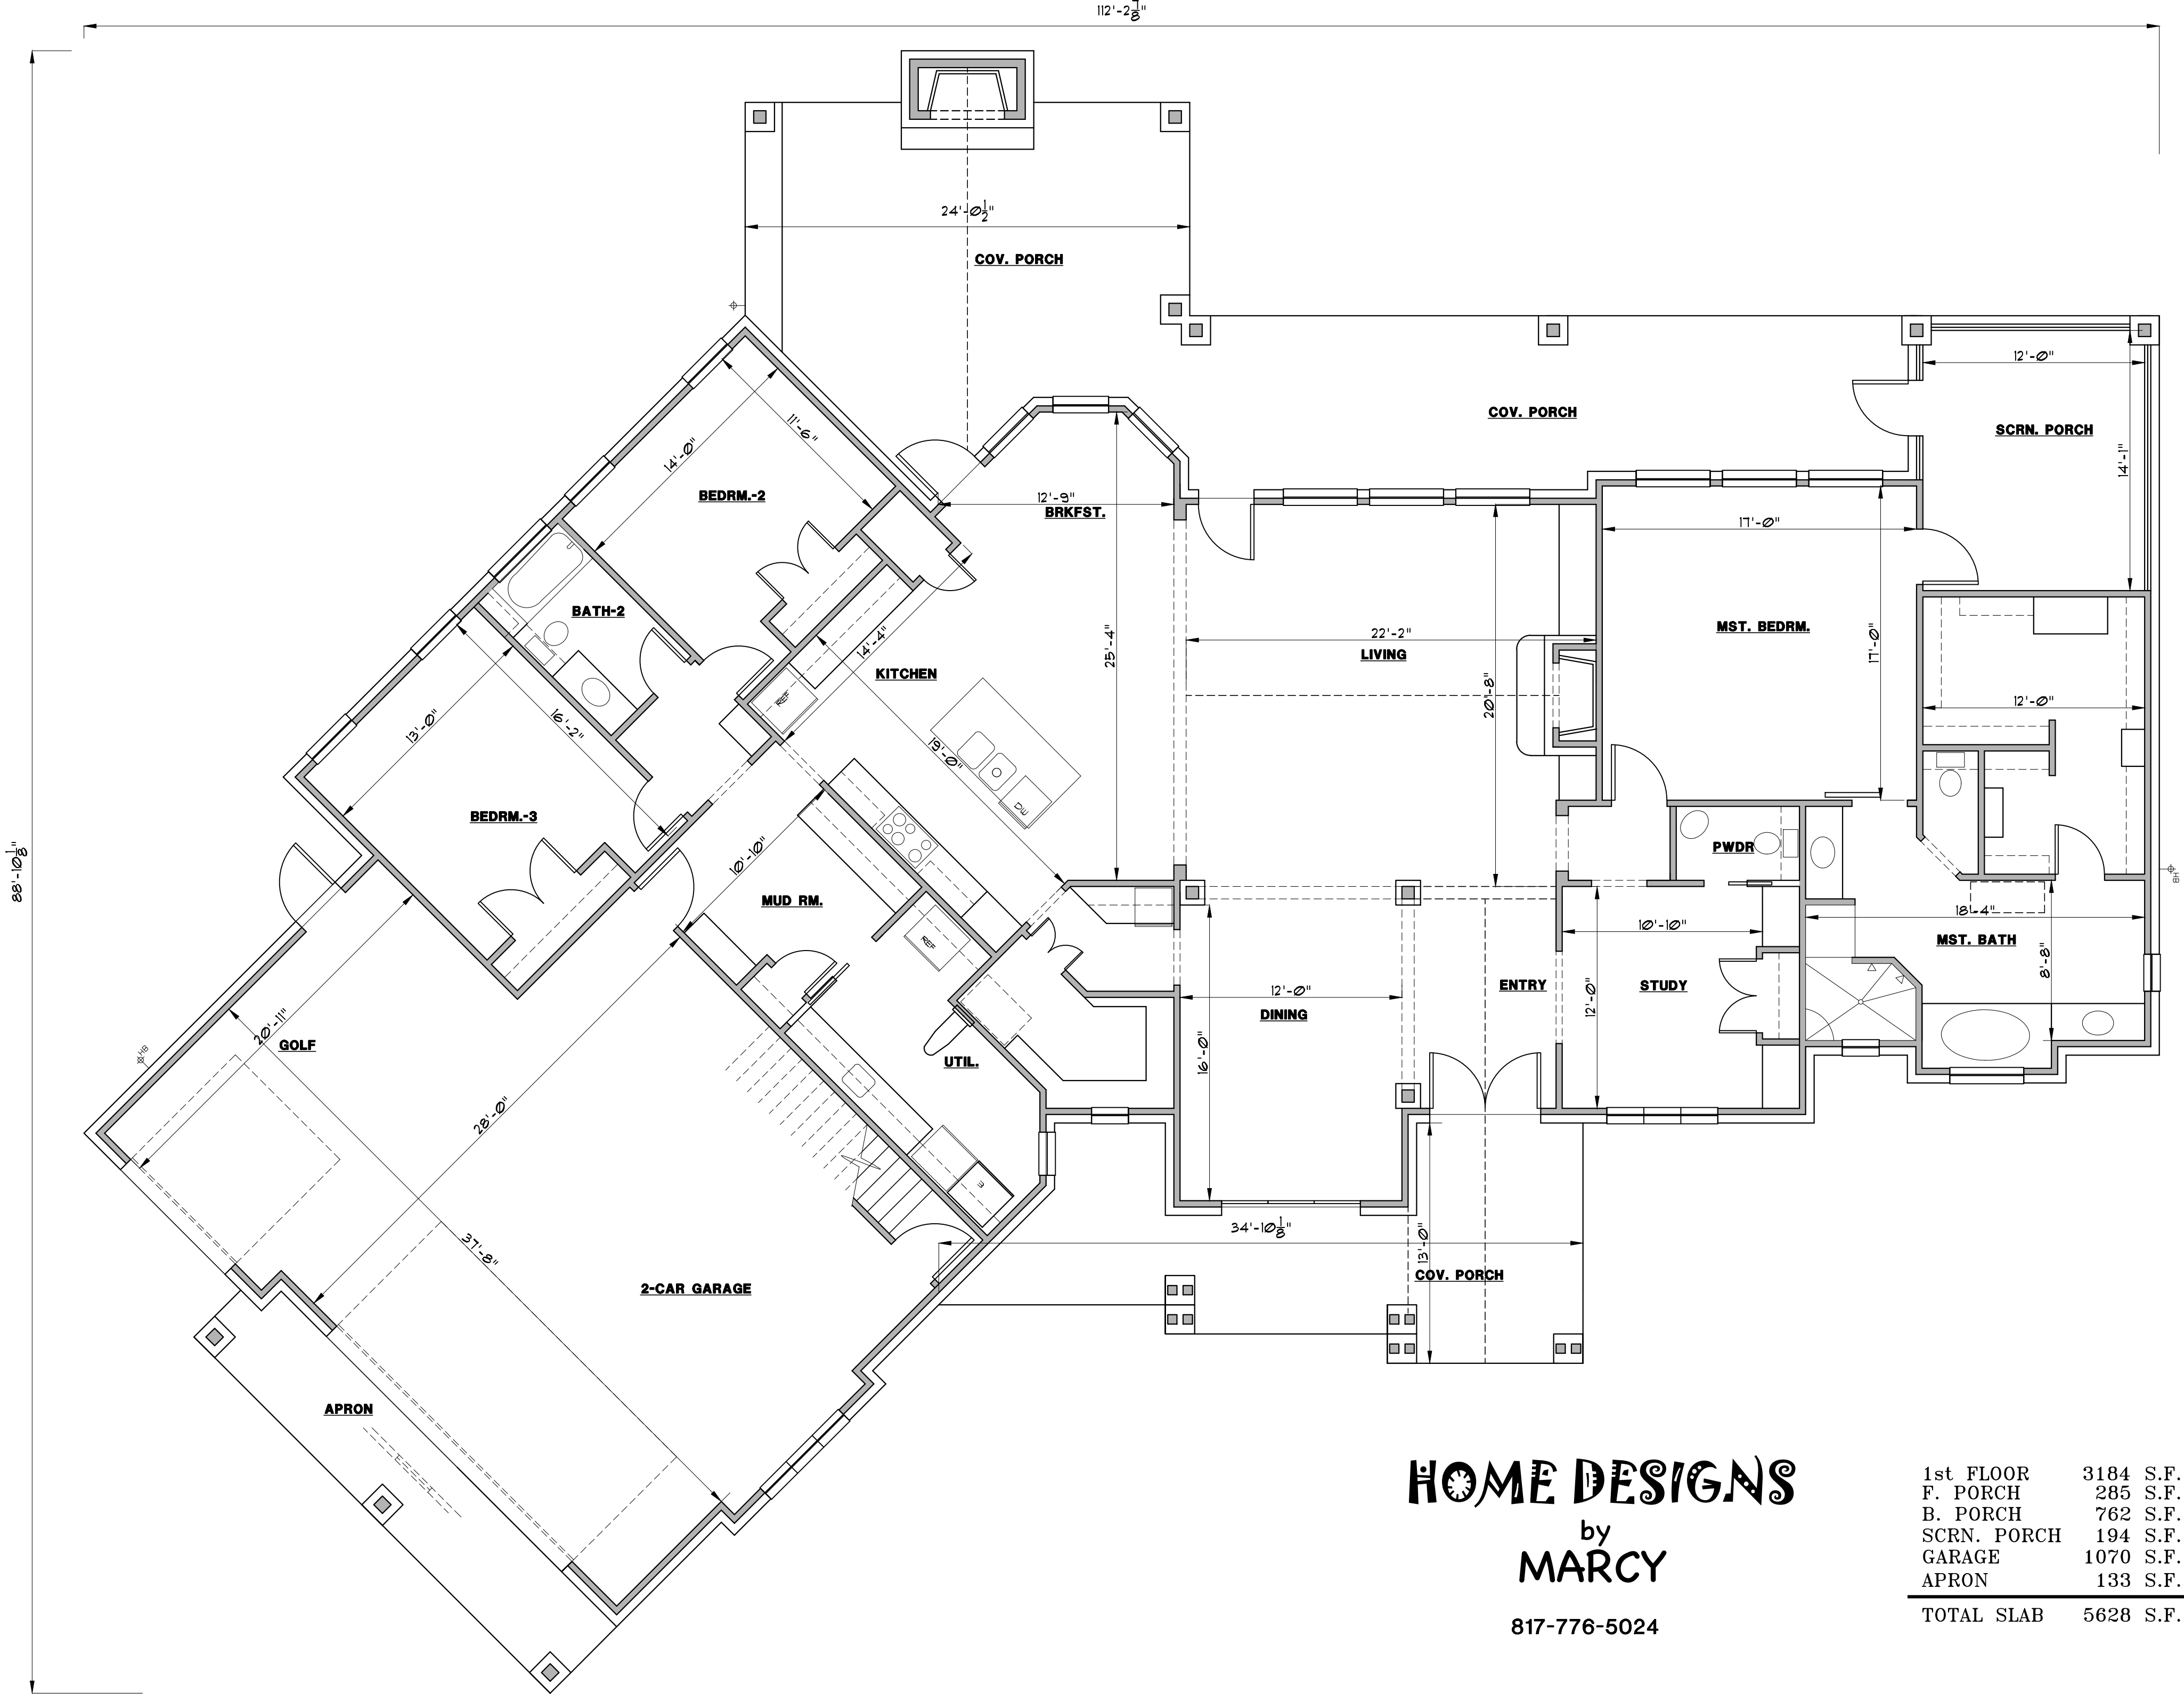 112'-2 7/8"
24'-0 1/2"
COV. PORCH
12'-0"
COV. PORCH
SCRN. PORCH
14'-1"
11'-6"
14'-0"
BEDRM.-2
12'-9"
BRKFST.
17'-0"
BATH-2
MST. BEDRM.
22'-2"
LIVING
14'-4"
25'-4"
17'-0"
KITCHEN
REF
20'-8"
12'-0"
13'-0"
16'-2"
19'-0"
DW
BEDRM.-3
88'-10 1/8"
10'-10"
PWDR
HB
MUD RM.
18'-4"
10'-10"
REF
MST. BATH
8'-8"
12'-0"
ENTRY
STUDY
12'-0"
DINING
20'-11"
GOLF
HB
UTIL.
16'-0"
28'-0"
34'-10 1/8"
13'-0"
37'-8"
COV. PORCH
2-CAR GARAGE
APRON
HOME DESIGNS
by
MARCY
817-776-5024
1st FLOOR 3184 S.F.
F. PORCH 285 S.F.
B. PORCH 762 S.F.
SCRN. PORCH 194 S.F.
GARAGE 1070 S.F.
APRON 133 S.F.
TOTAL SLAB 5628 S.F.